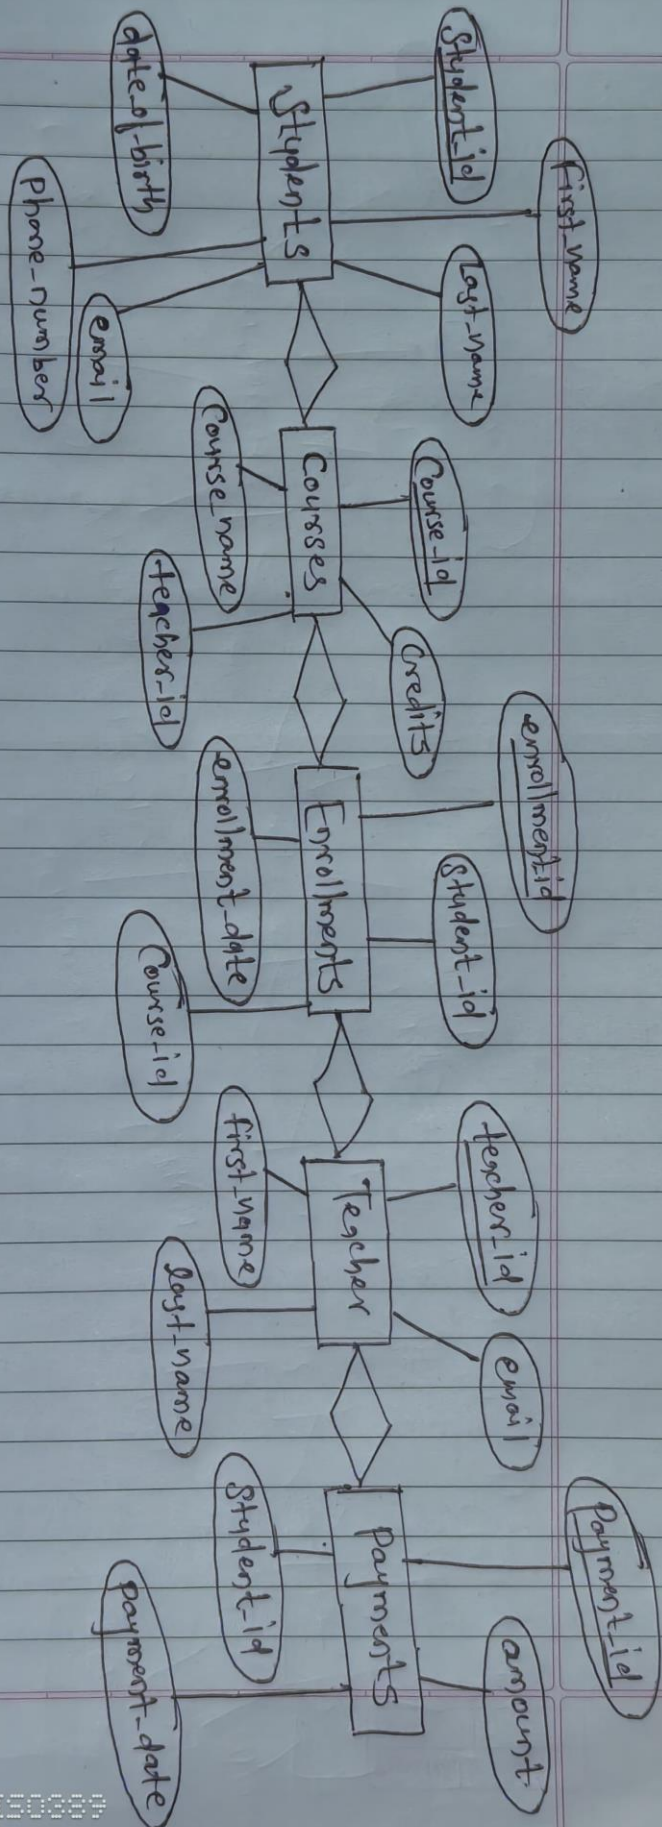 Students
Student_id
first_name
Last_name
date_of_birth
Phone_number
email
Courses
Course_id
Course_name
Credits
teacher_id
Enrollments
enrollment_id
Student_id
enrollment_date
Course_id
Teacher
teacher_id
first_name
last_name
email
Payments
Payment_id
amount
Student_id
payment_date